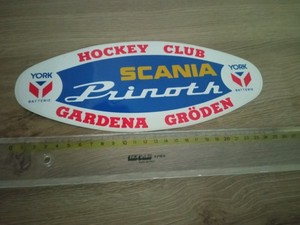 HOCKEY CLUB
YORK
BATTERIE
SCANIA
Prinoth
YORK
BATTERIE
GARDENA GRÖDEN